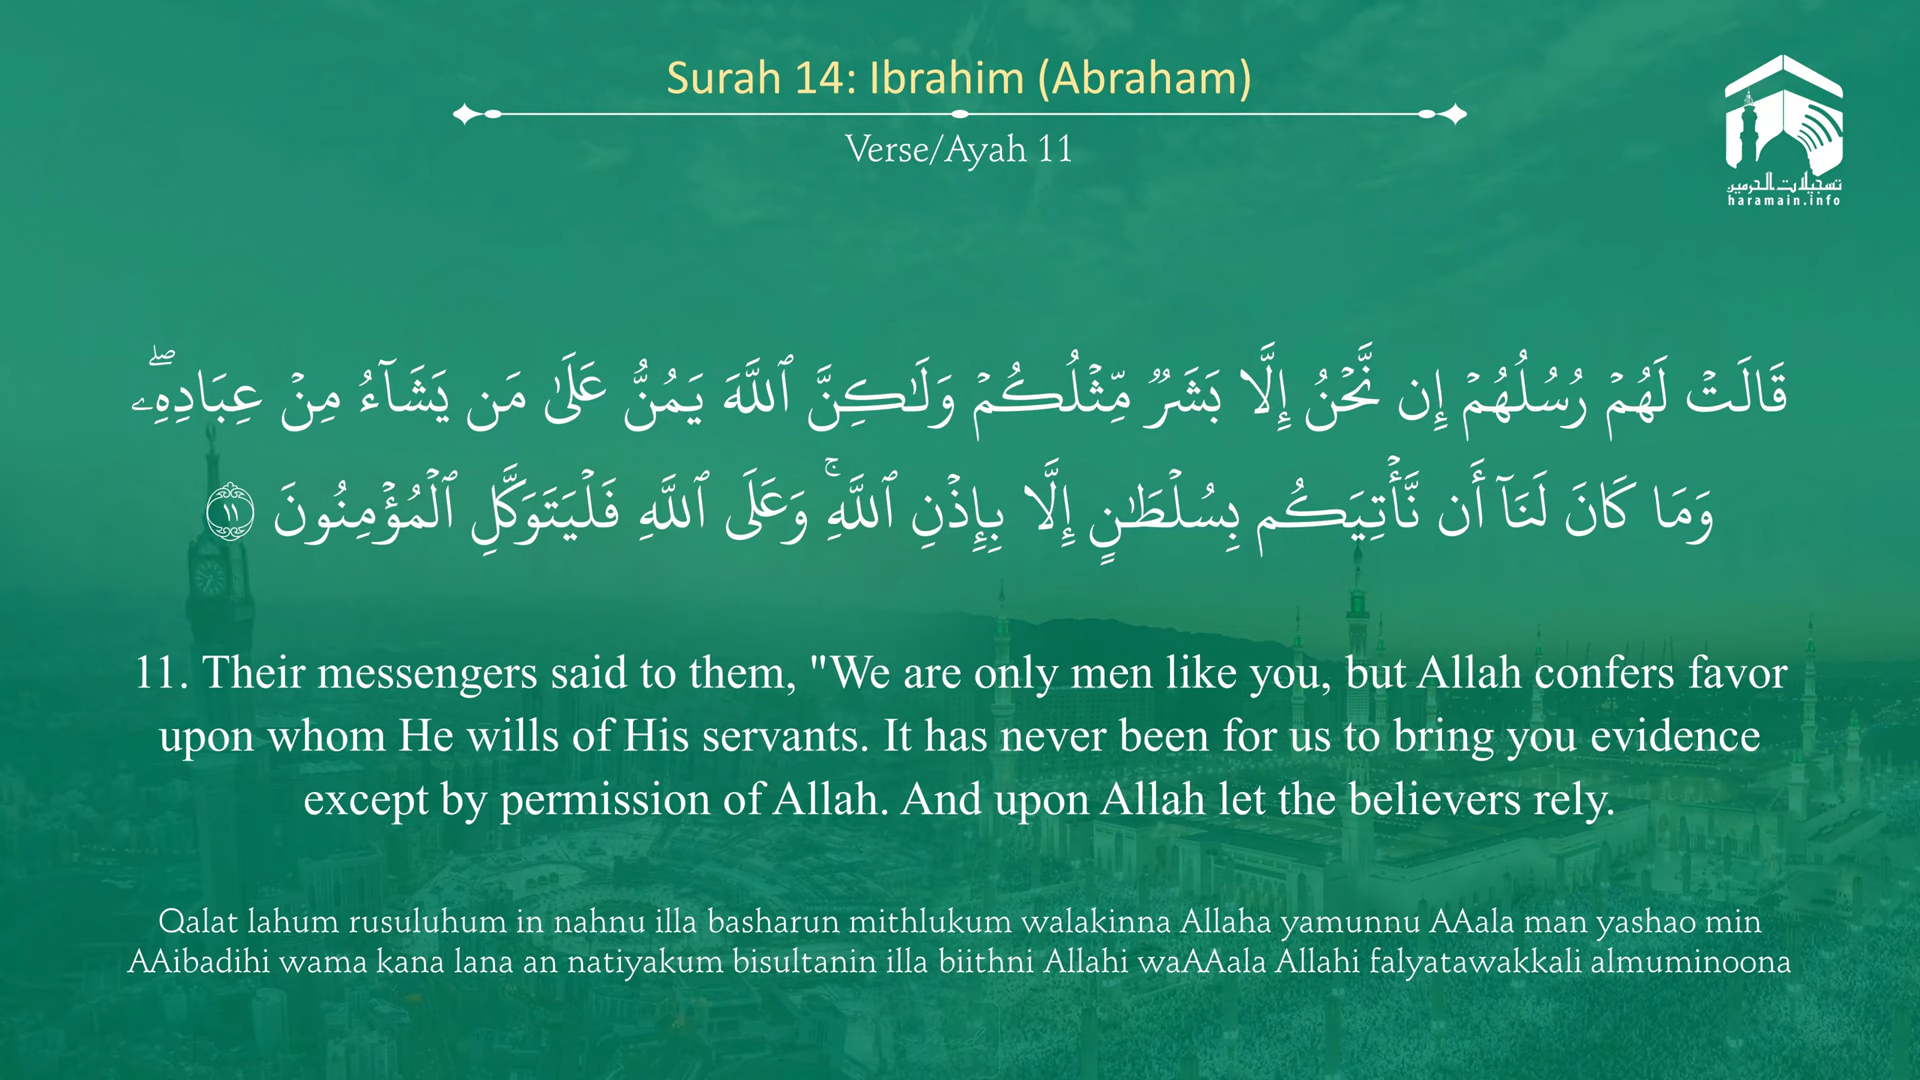 Surah 14: Ibrahim (Abraham)
Verse/Ayah 11
تسجيلات الحرمين
haramain.info
قَالَتۡ لَهُمۡ رُسُلُهُمۡ إِن نَّحۡنُ إِلَّا بَشَرٞ مِّثۡلُكُمۡ وَلَٰكِنَّ ٱللَّهَ يَمُنُّ عَلَىٰ مَن يَشَآءُ مِنۡ عِبَادِهِۦۖ
وَمَا كَانَ لَنَآ أَن نَّأۡتِيَكُم بِسُلۡطَٰنٍ إِلَّا بِإِذۡنِ ٱللَّهِۚ وَعَلَى ٱللَّهِ فَلۡيَتَوَكَّلِ ٱلۡمُؤۡمِنُونَ ١١
11. Their messengers said to them, "We are only men like you, but Allah confers favor
upon whom He wills of His servants. It has never been for us to bring you evidence
except by permission of Allah. And upon Allah let the believers rely.
Qalat lahum rusuluhum in nahnu illa basharun mithlukum walakinna Allaha yamunnu AAala man yashao min
AAibadihi wama kana lana an natiyakum bisultanin illa biithni Allahi waAAala Allahi falyatawakkali almuminoona